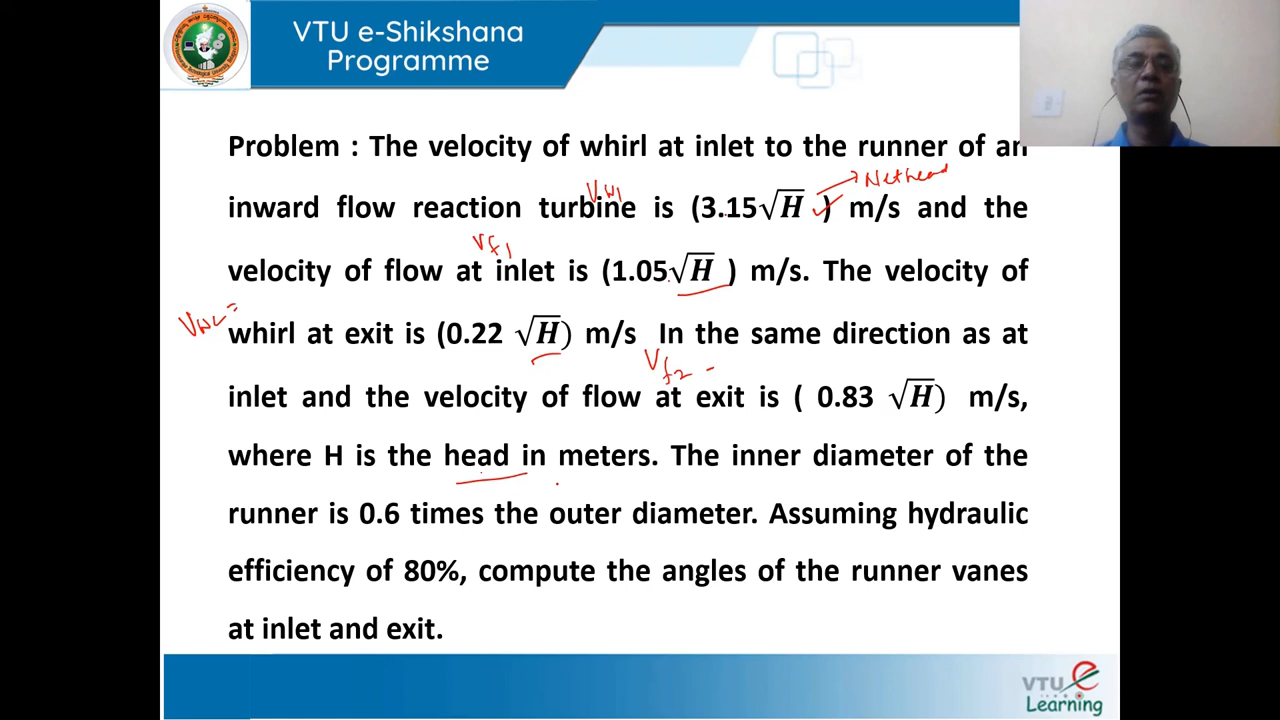 VTU e-Shikshana
Programme
Problem : The velocity of whirl at inlet to the runner of an
Nethead
Vw1
inward flow reaction turbine is (3.15√H ) m/s and the
Vf1
velocity of flow at inlet is (1.05√H ) m/s. The velocity of
whirl at exit is (0.22 √H) m/s In the same direction as at
Vf2 -
inlet and the velocity of flow at exit is ( 0.83 √H) m/s,
where H is the head in meters. The inner diameter of the
runner is 0.6 times the outer diameter. Assuming hydraulic
efficiency of 80%, compute the angles of the runner vanes
at inlet and exit.
VTU e
Learning